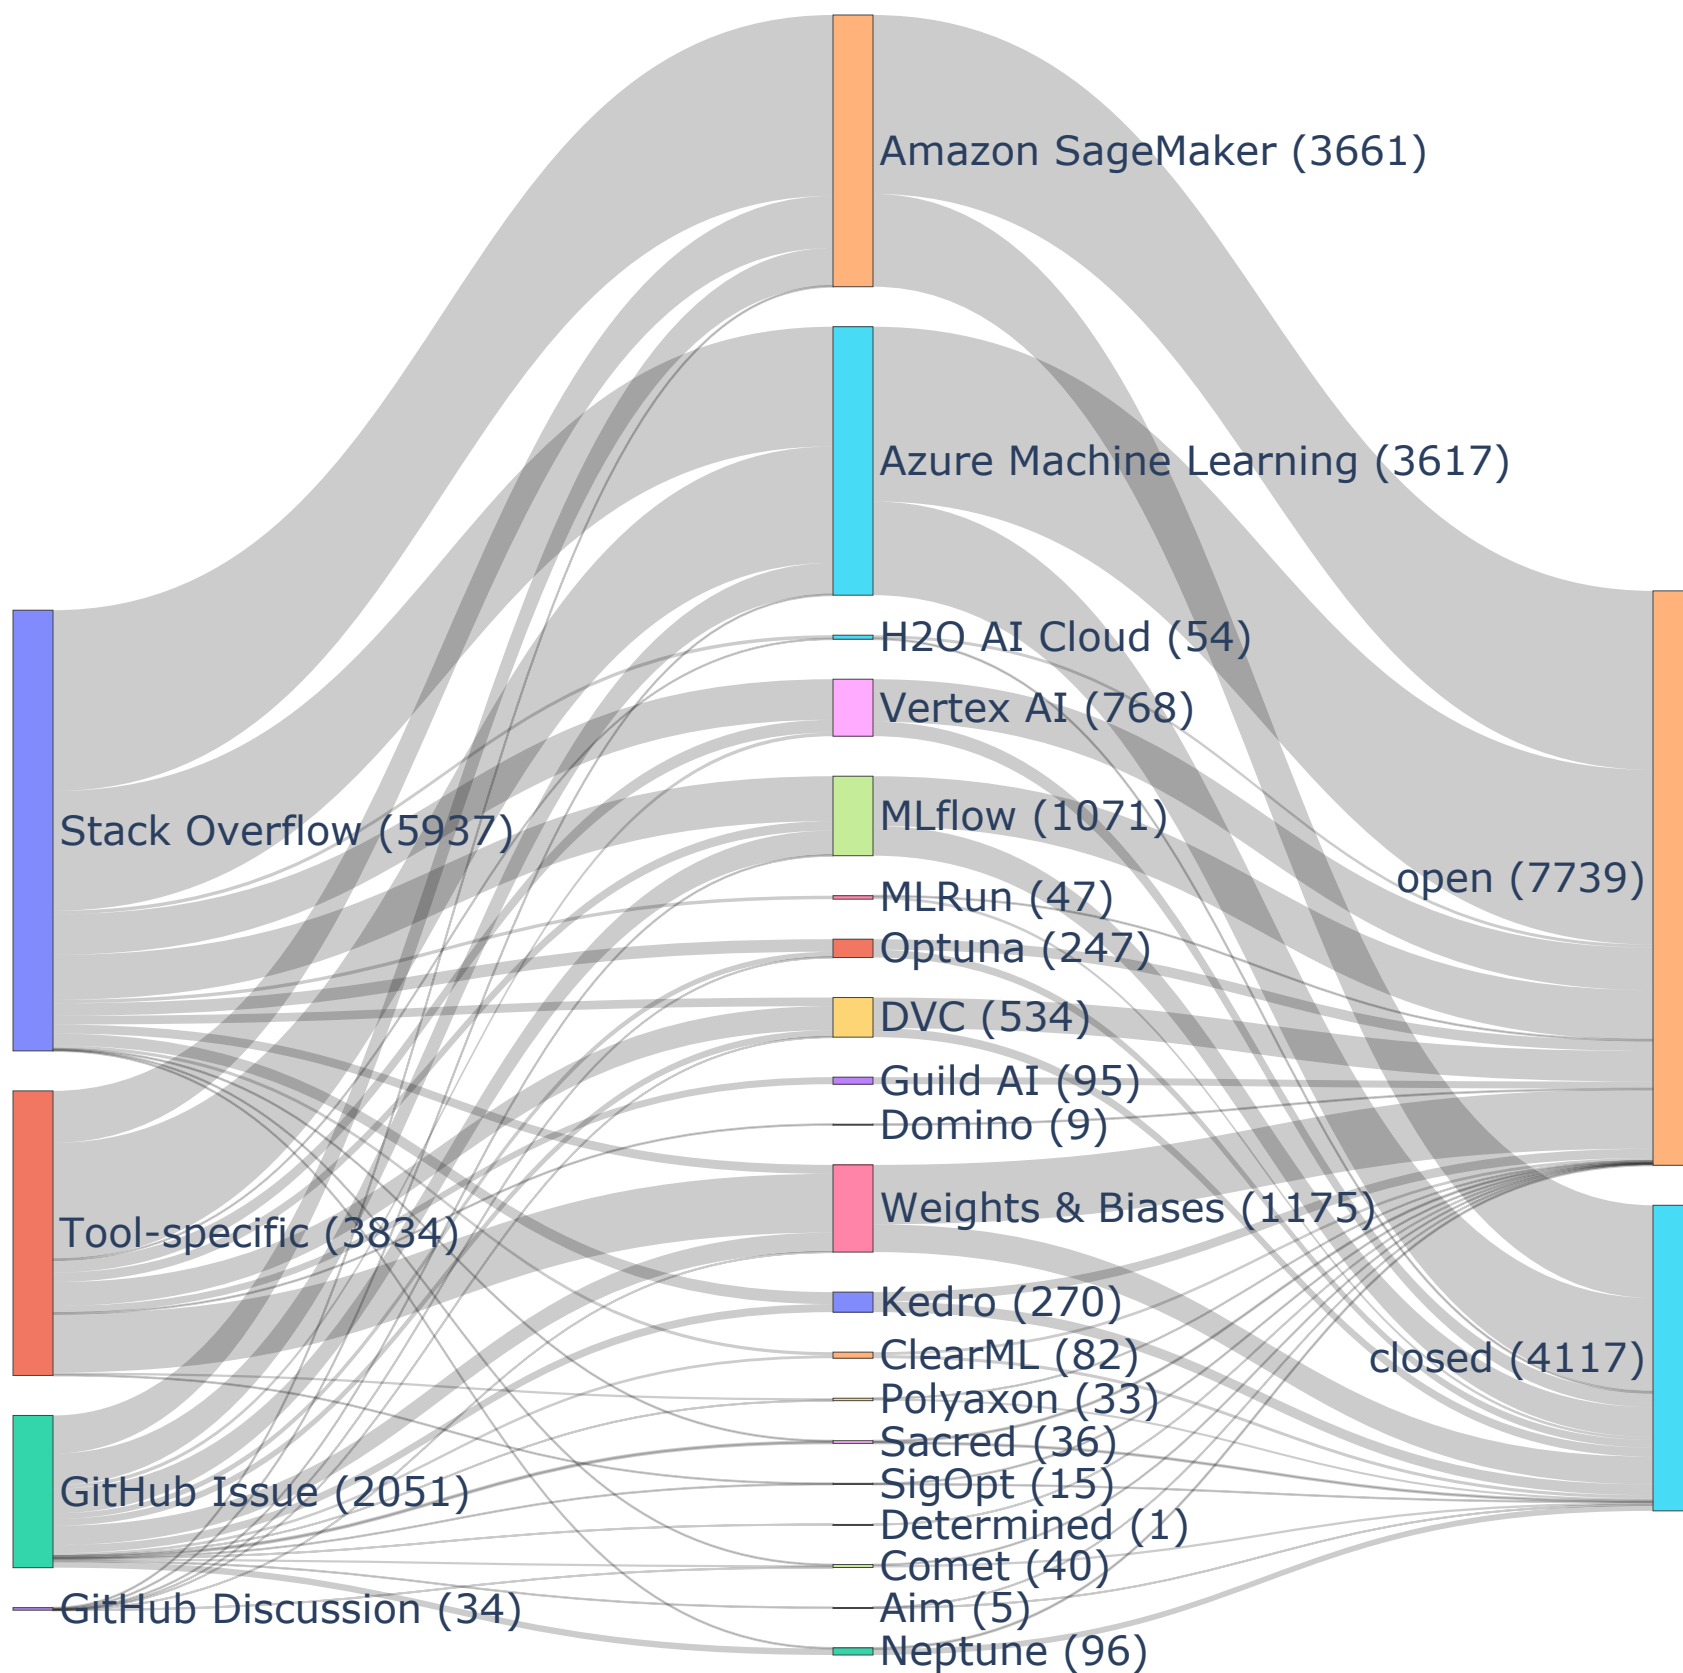 Stack Overflow (5937)
Tool-specific (3834)
GitHub Issue (2051)
GitHub Discussion (34)
Amazon SageMaker (3661)
Azure Machine Learning (3617)
H2O AI Cloud (54)
Vertex AI (768)
MLflow (1071)
MLRun (47)
Optuna (247)
DVC (534)
Guild AI (95)
Domino (9)
Weights & Biases (1175)
Kedro (270)
ClearML (82)
Polyaxon (33)
Sacred (36)
SigOpt (15)
Determined (1)
Comet (40)
Aim (5)
Neptune (96)
open (7739)
closed (4117)